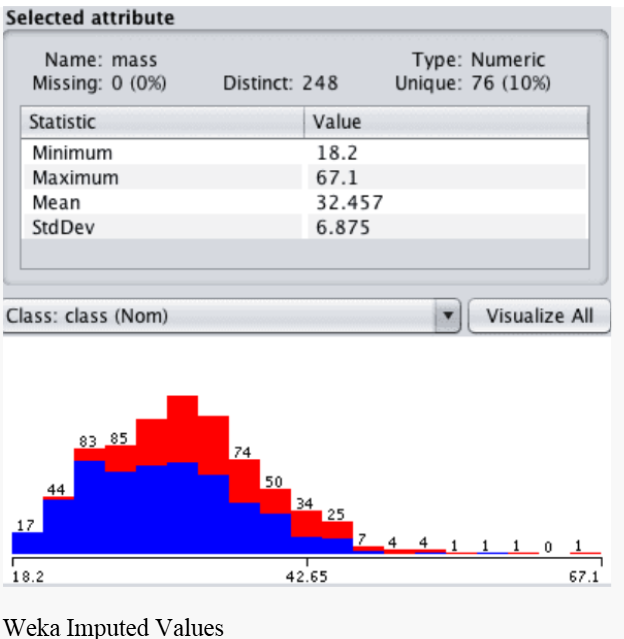 Selected attribute
Name: mass Type: Numeric
Missing: 0 (0%) Distinct: 248 Unique: 76 (10%)
Statistic Value
Minimum 18.2
Maximum 67.1
Mean 32.457
StdDev 6.875
Class: class (Nom) Visualize All
17
44
83
85
74
50
34
25
7
4
4
1
1
1
0
1
18.2 42.65 67.1
Weka Imputed Values